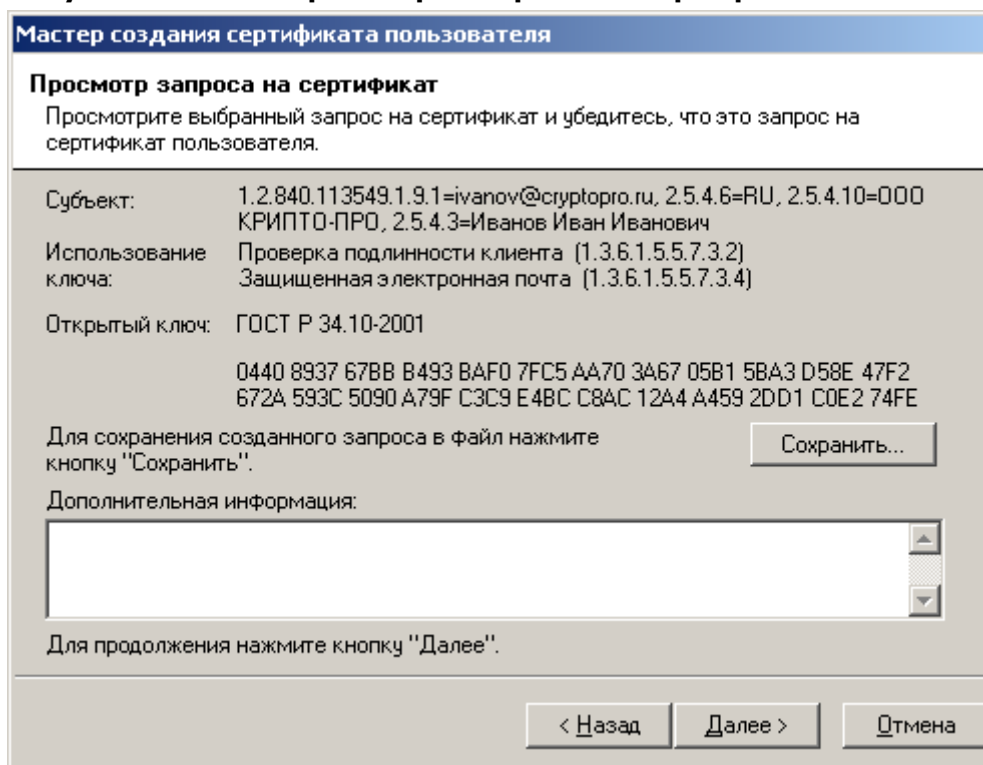 Мастер создания сертификата пользователя
Просмотр запроса на сертификат
Просмотрите выбранный запрос на сертификат и убедитесь, что это запрос на
сертификат пользователя.
Субъект: 1.2.840.113549.1.9.1=ivanov@cryptopro.ru, 2.5.4.6=RU, 2.5.4.10=ООО
КРИПТО-ПРО, 2.5.4.3=Иванов Иван Иванович
Использование Проверка подлинности клиента (1.3.6.1.5.5.7.3.2)
ключа: Защищенная электронная почта (1.3.6.1.5.5.7.3.4)
Открытый ключ: ГОСТ Р 34.10-2001
0440 8937 67BB B493 BAF0 7FC5 AA70 3A67 05B1 5BA3 D58E 47F2
672A 593C 5090 A79F C3C9 E4BC C8AC 12A4 A459 2DD1 C0E2 74FE
Для сохранения созданного запроса в файл нажмите
кнопку "Сохранить".
Сохранить...
Дополнительная информация:
Для продолжения нажмите кнопку "Далее".
< Назад Далее > Отмена